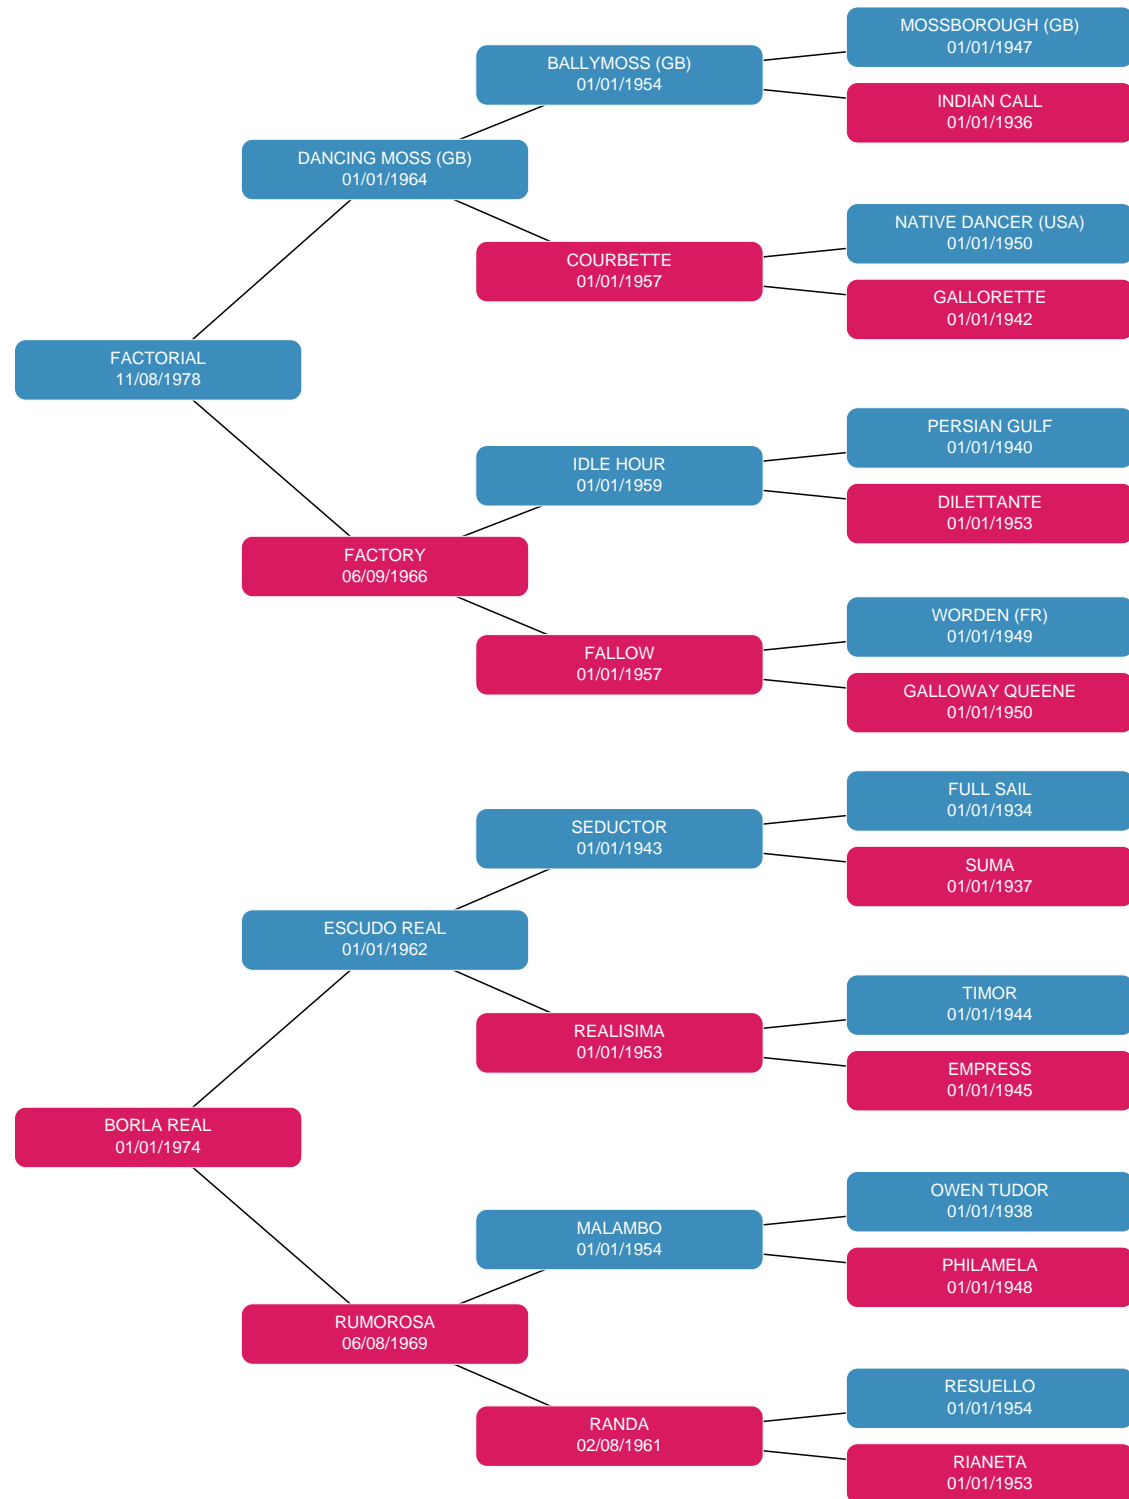 MOSSBOROUGH (GB)
01/01/1947
BALLYMOSS (GB)
01/01/1954
INDIAN CALL
01/01/1936
DANCING MOSS (GB)
01/01/1964
NATIVE DANCER (USA)
01/01/1950
COURBETTE
01/01/1957
GALLORETTE
01/01/1942
FACTORIAL
11/08/1978
PERSIAN GULF
01/01/1940
IDLE HOUR
01/01/1959
DILETTANTE
01/01/1953
FACTORY
06/09/1966
WORDEN (FR)
01/01/1949
FALLOW
01/01/1957
GALLOWAY QUEENE
01/01/1950
FULL SAIL
01/01/1934
SEDUCTOR
01/01/1943
SUMA
01/01/1937
ESCUDO REAL
01/01/1962
TIMOR
01/01/1944
REALISIMA
01/01/1953
EMPRESS
01/01/1945
BORLA REAL
01/01/1974
OWEN TUDOR
01/01/1938
MALAMBO
01/01/1954
PHILAMELA
01/01/1948
RUMOROSA
06/08/1969
RESUELLO
01/01/1954
RANDA
02/08/1961
RIANETA
01/01/1953